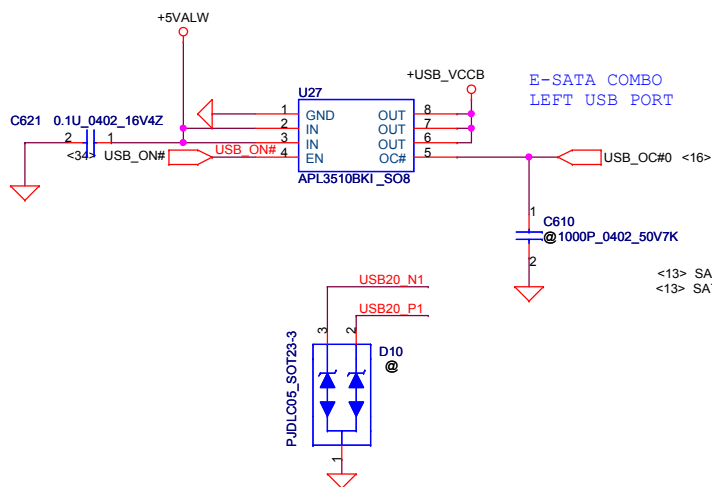 +5VALW
+USB_VCCB
E-SATA COMBO
LEFT USB PORT
U27
C621 0.1U_0402_16V4Z
1 GND OUT 8
2 IN OUT 7
3 IN OUT 6
4 EN OC# 5
2 1
<34> USB_ON# USB_ON#
USB_OC#0 <16>
APL3510BKI_SO8
1
C610
@ 1000P_0402_50V7K
2
<13> SA
<13> SAT
USB20_N1
USB20_P1
3 2
D10
@
PJDLC05_SOT23-3
1